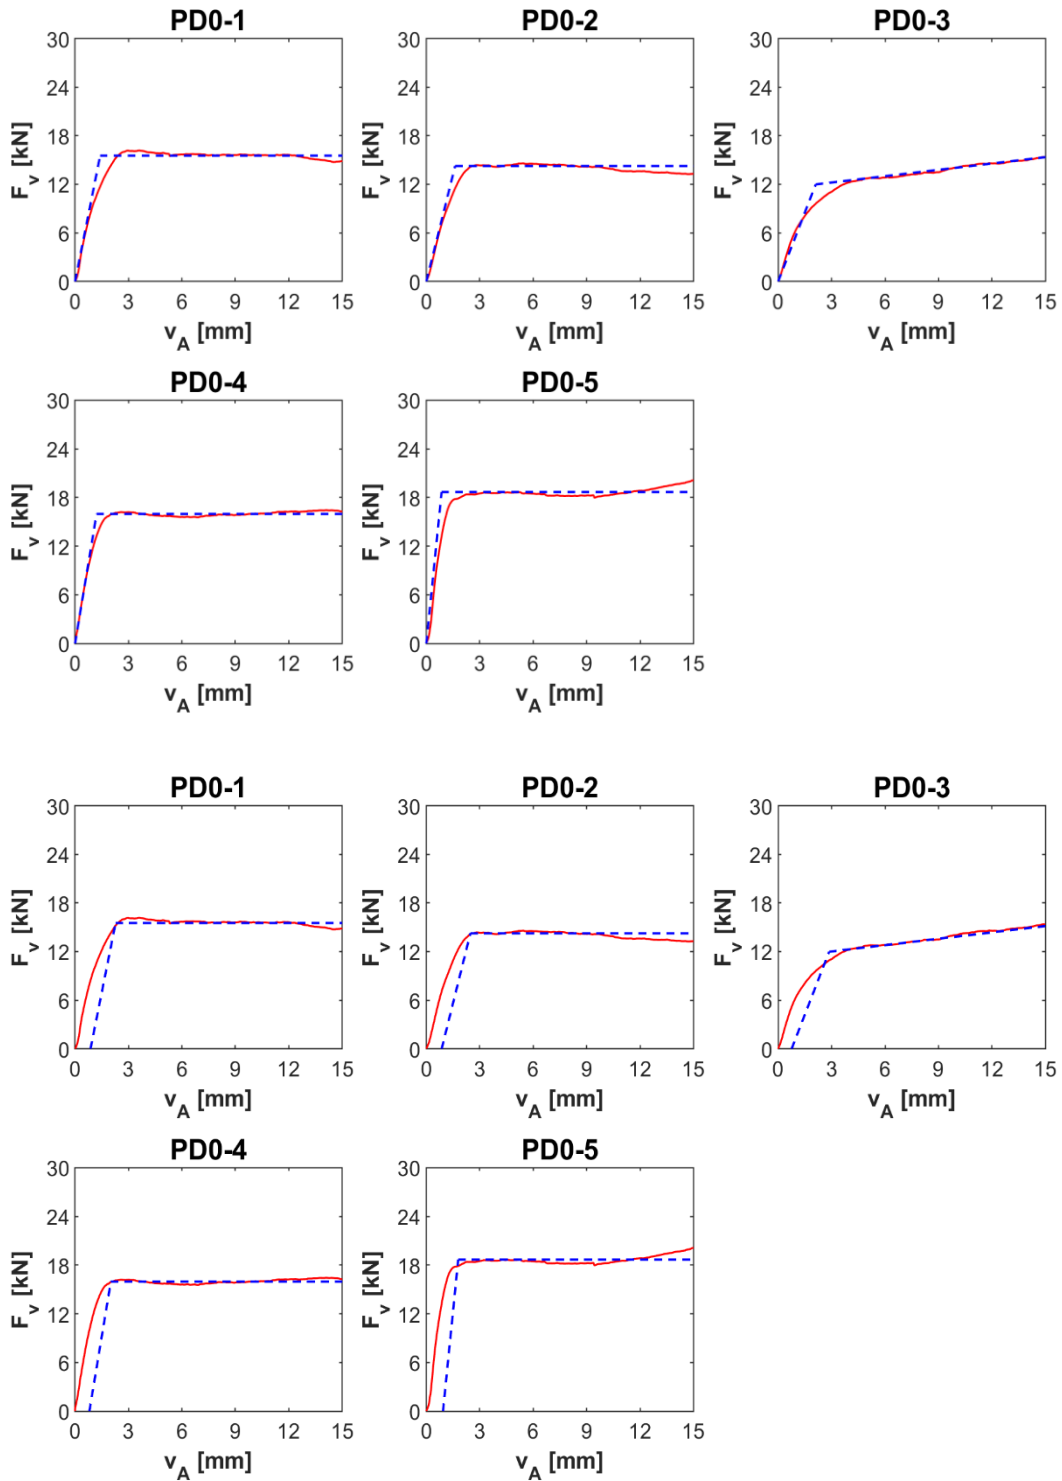 PD0-1 PD0-2 PD0-3
30 30 30
24 24 24
18 18 18
12 12 12
6 6 6
0 0 0
0 3 6 9 12 15 0 3 6 9 12 15 0 3 6 9 12 15
F_v [kN] F_v [kN] F_v [kN]
v_A [mm] v_A [mm] v_A [mm]
PD0-4 PD0-5
30 30
24 24
18 18
12 12
6 6
0 0
0 3 6 9 12 15 0 3 6 9 12 15
F_v [kN] F_v [kN]
v_A [mm] v_A [mm]
PD0-1 PD0-2 PD0-3
30 30 30
24 24 24
18 18 18
12 12 12
6 6 6
0 0 0
0 3 6 9 12 15 0 3 6 9 12 15 0 3 6 9 12 15
F_v [kN] F_v [kN] F_v [kN]
v_A [mm] v_A [mm] v_A [mm]
PD0-4 PD0-5
30 30
24 24
18 18
12 12
6 6
0 0
0 3 6 9 12 15 0 3 6 9 12 15
F_v [kN] F_v [kN]
v_A [mm] v_A [mm]